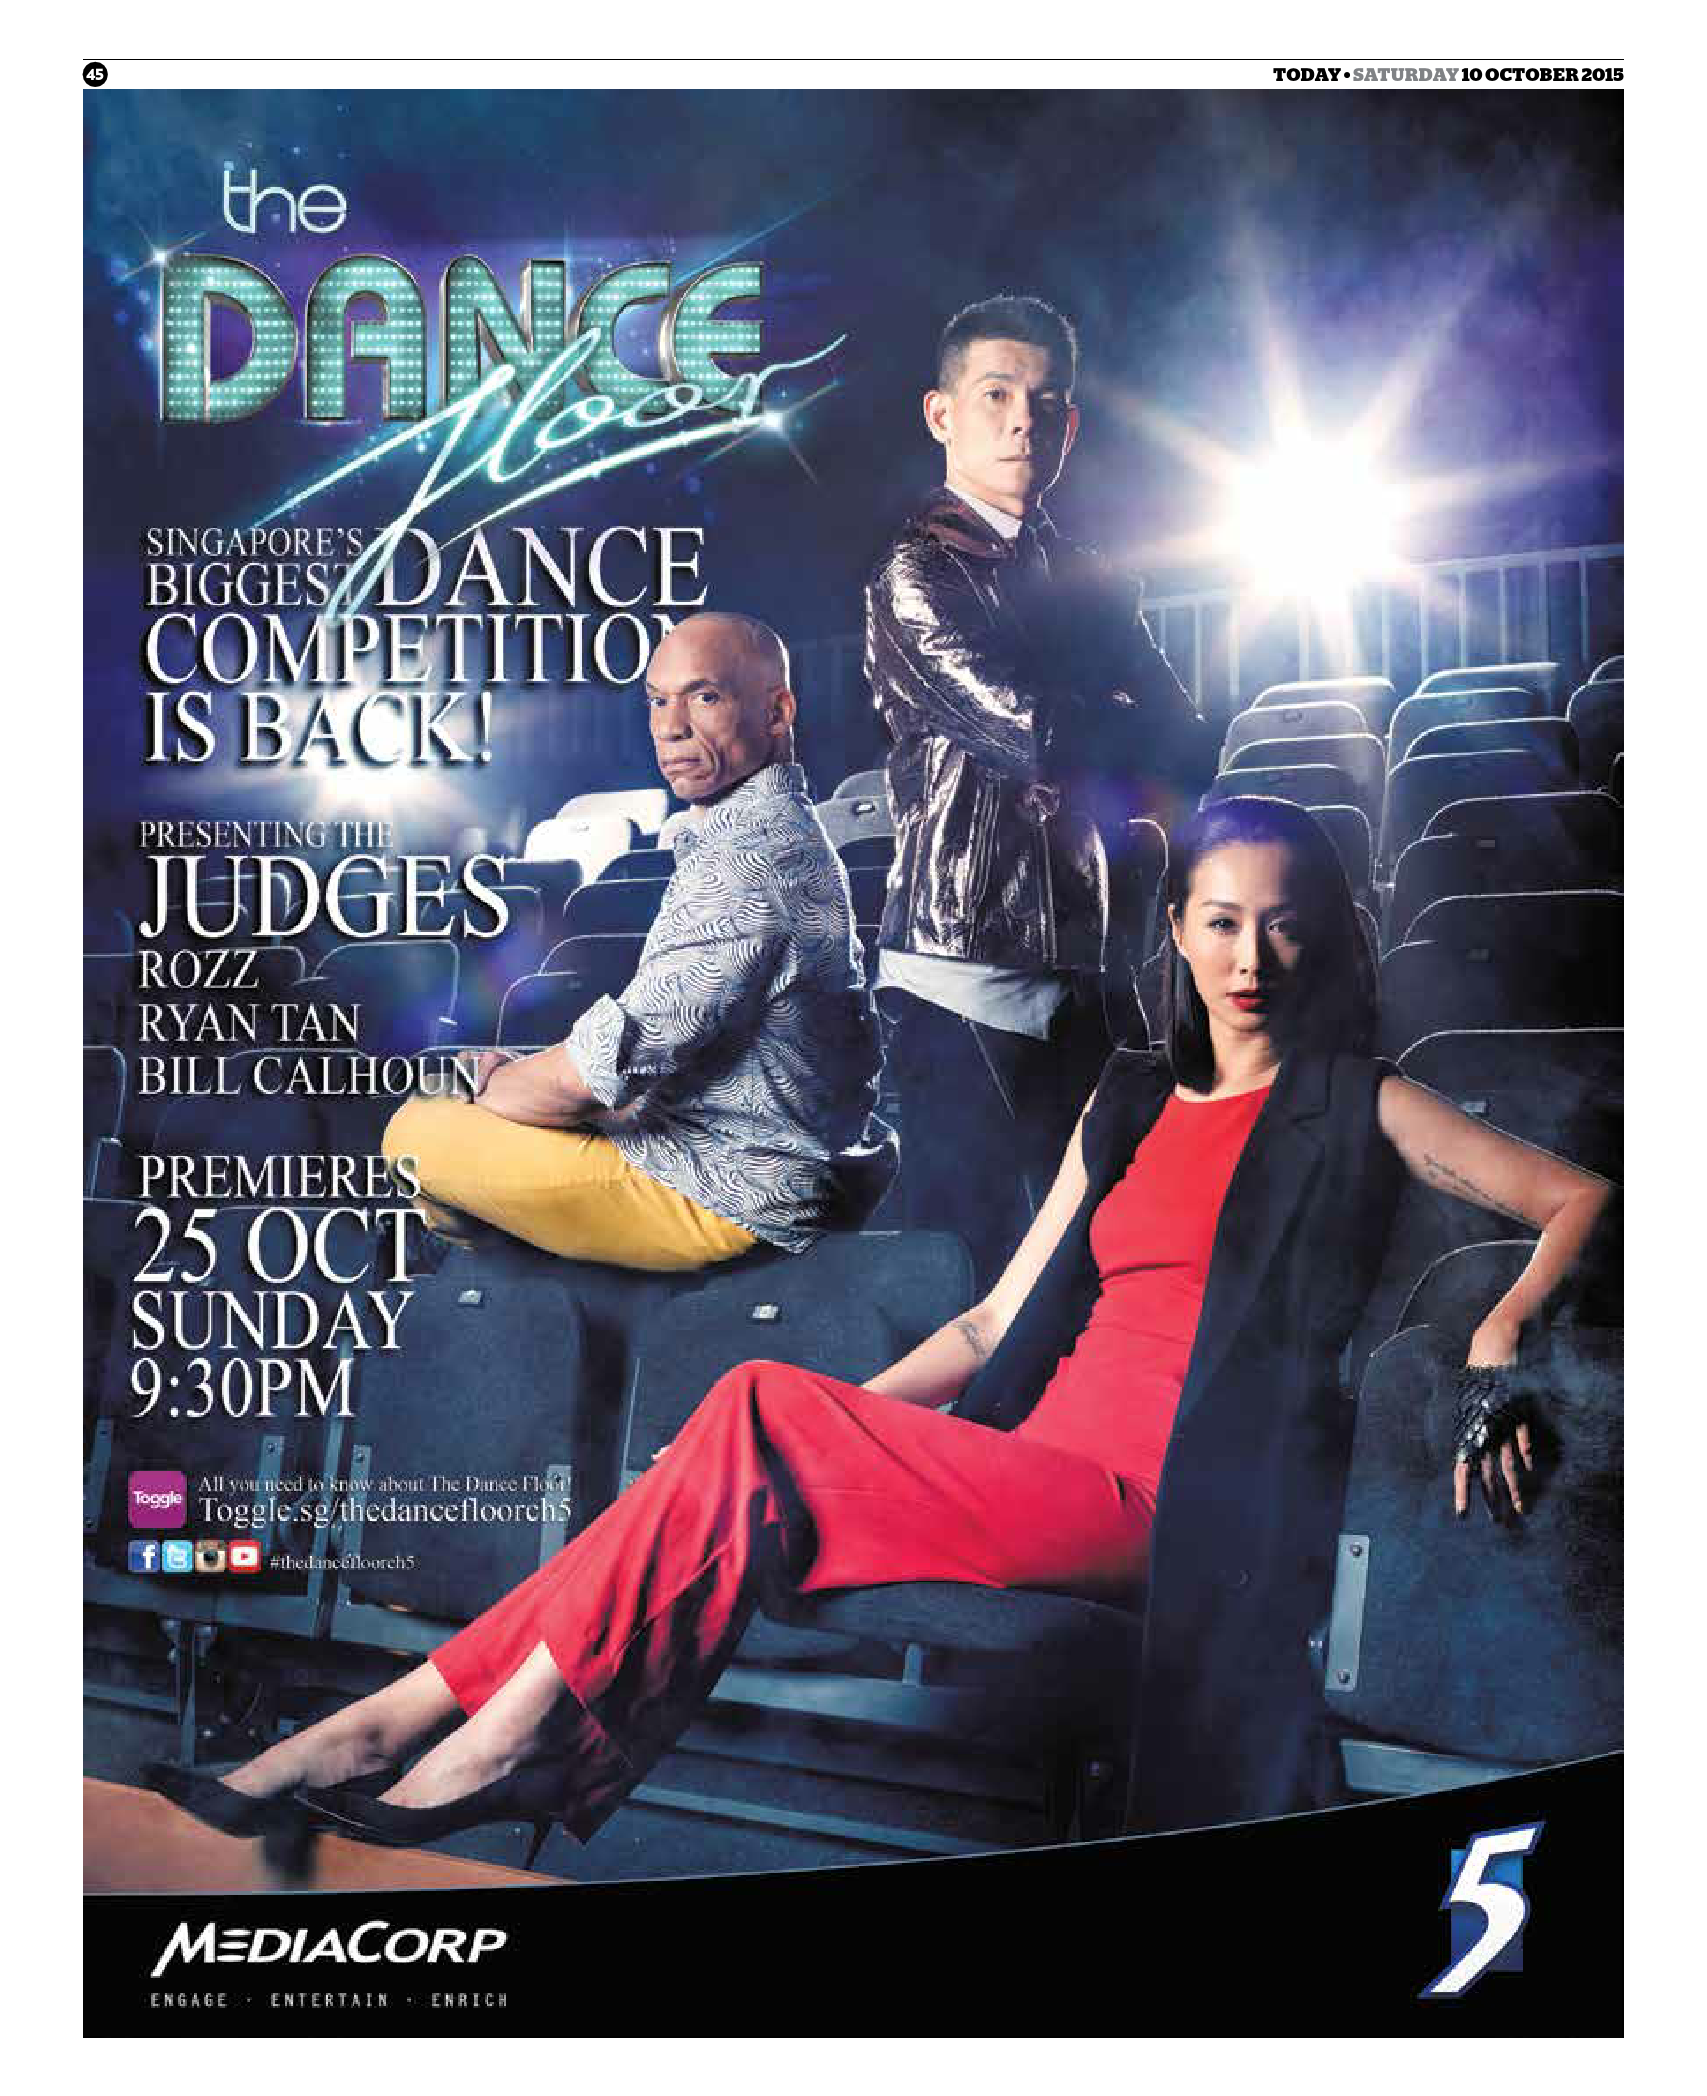 45
TODAY • SATURDAY 10 OCTOBER 2015
the
DANCE
floor
SINGAPORE'S
BIGGEST DANCE
COMPETITION
IS BACK!
PRESENTING THE
JUDGES
ROZZ
RYAN TAN
BILL CALHOUN
PREMIERES
25 OCT
SUNDAY
9:30PM
Toggle
All you need to know about The Dance Floor!
Toggle.sg/thedancefloorch5
#thedancefloorch5
MEDIACORP
ENGAGE · ENTERTAIN · ENRICH
5